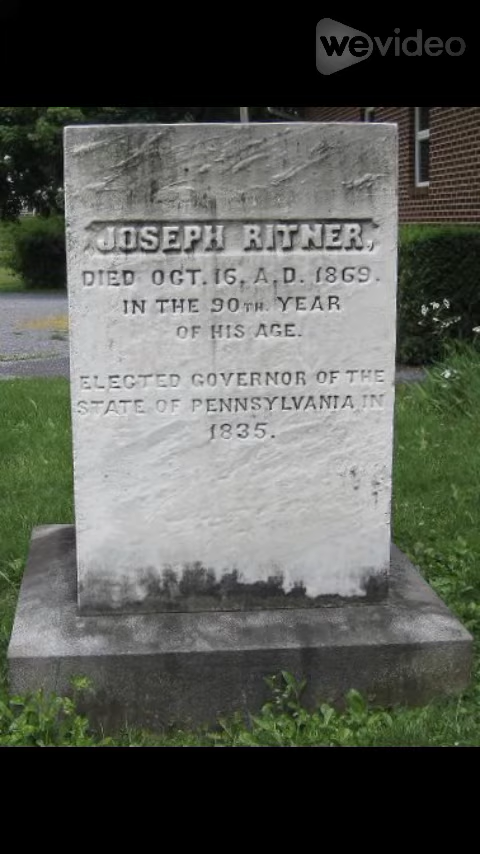 wevideo
JOSEPH RITNER,
DIED OCT. 16, A.D. 1869.
IN THE 90TH. YEAR
OF HIS AGE.
ELECTED GOVERNOR OF THE
STATE OF PENNSYLVANIA IN
1835.